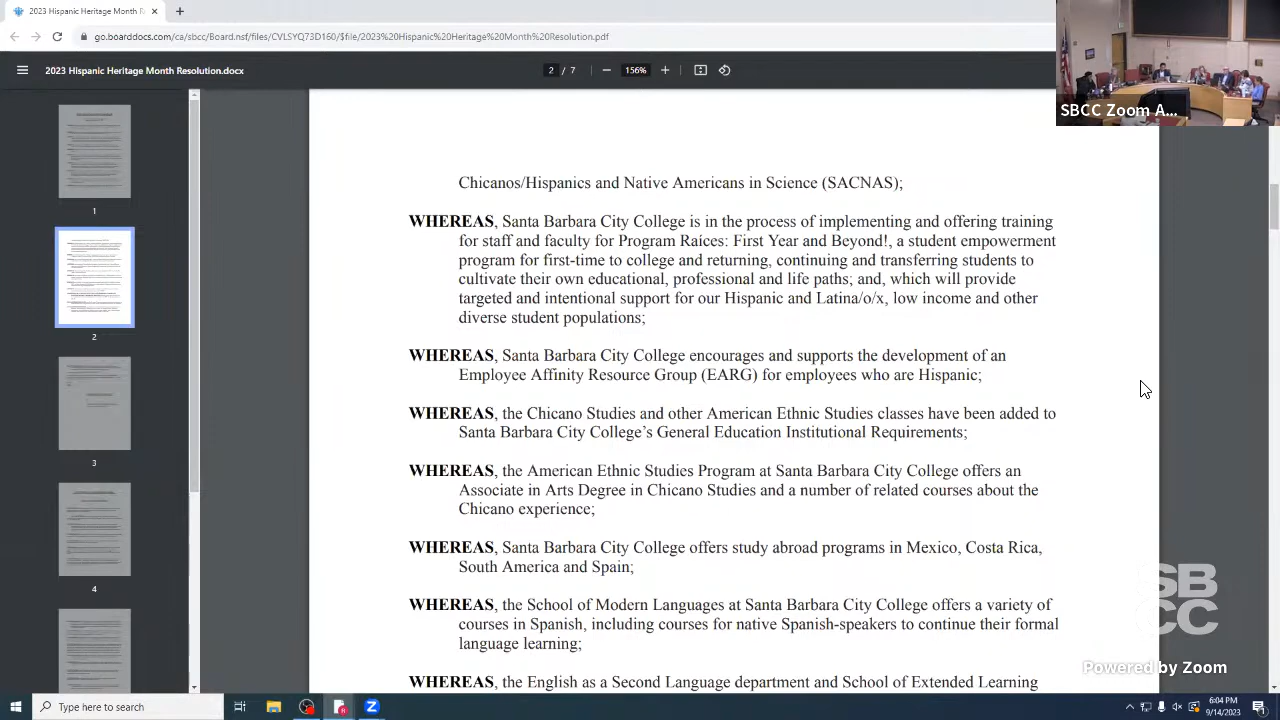 2023 Hispanic Heritage Month R
go.boarddocs.com/ca/sbcc/Board.nsf/files/CVLSYQ73D160/$file/2023%20Hispanic%20Heritage%20Month%20Resolution.pdf
2023 Hispanic Heritage Month Resolution.docx
2 / 7
156%
SBCC Zoom A...
1
2
3
4
Chicanos/Hispanics and Native Americans in Science (SACNAS);
WHEREAS, Santa Barbara City College is in the process of implementing and offering training
for staff and faculty for Program Raíces: First Year and Beyond!, a student empowerment
program for first-time to college and returning, continuing and transferring students to
cultivate their own educational, professional and life paths; and, which will provide
targeted and intentional support for our Hispanic and Latina/o/x, low income and other
diverse student populations;
WHEREAS, Santa Barbara City College encourages and supports the development of an
Employee Affinity Resource Group (EARG) for employees who are Hispanic;
WHEREAS, the Chicano Studies and other American Ethnic Studies classes have been added to
Santa Barbara City College’s General Education Institutional Requirements;
WHEREAS, the American Ethnic Studies Program at Santa Barbara City College offers an
Associate in Arts Degree in Chicano Studies and a number of related courses about the
Chicano experience;
WHEREAS, Santa Barbara City College offers study abroad programs in Mexico, Costa Rica,
South America and Spain;
WHEREAS, the School of Modern Languages at Santa Barbara City College offers a variety of
courses in Spanish, including courses for native Spanish-speakers to continue their formal
language learning;
WHEREAS, the English as a Second Language department and School of Extended Learning
SB
CC
Powered by Zoom
Type here to search
6:04 PM
9/14/2023
1